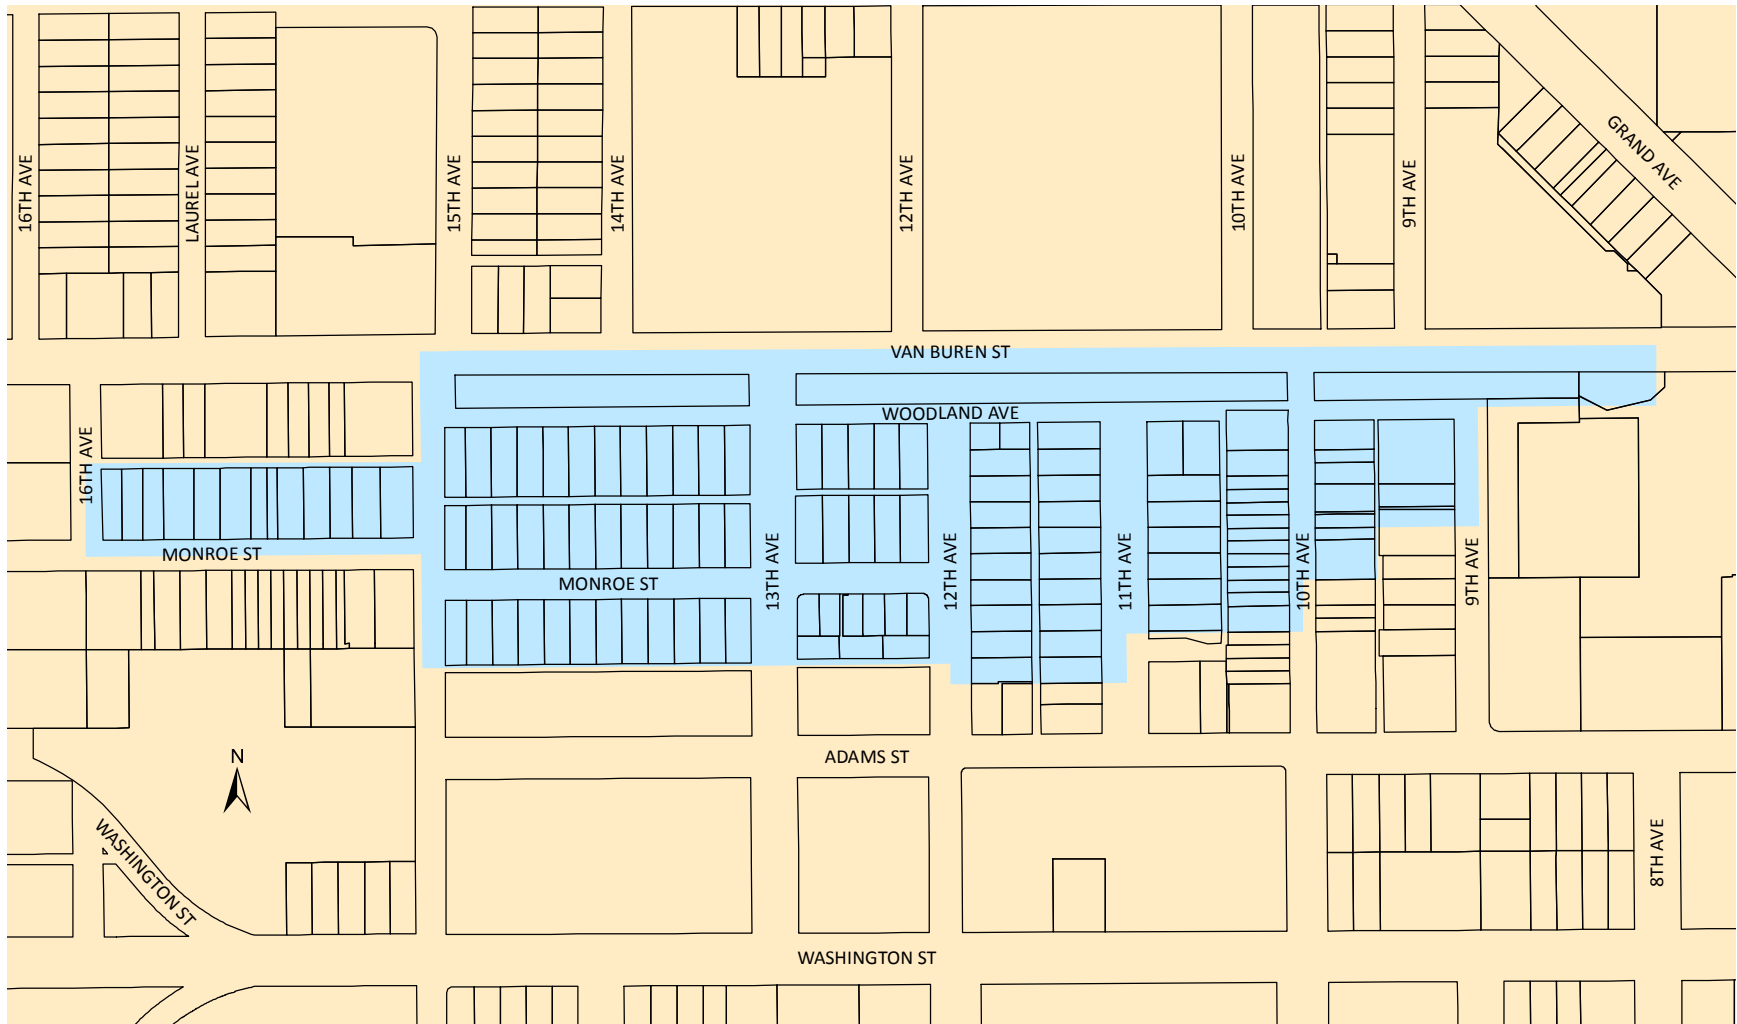 16TH AVE
LAUREL AVE
15TH AVE
14TH AVE
12TH AVE
10TH AVE
9TH AVE
GRAND AVE
VAN BUREN ST
WOODLAND AVE
16TH AVE
MONROE ST
MONROE ST
13TH AVE
12TH AVE
11TH AVE
10TH AVE
9TH AVE
N
ADAMS ST
WASHINGTON ST
8TH AVE
WASHINGTON ST